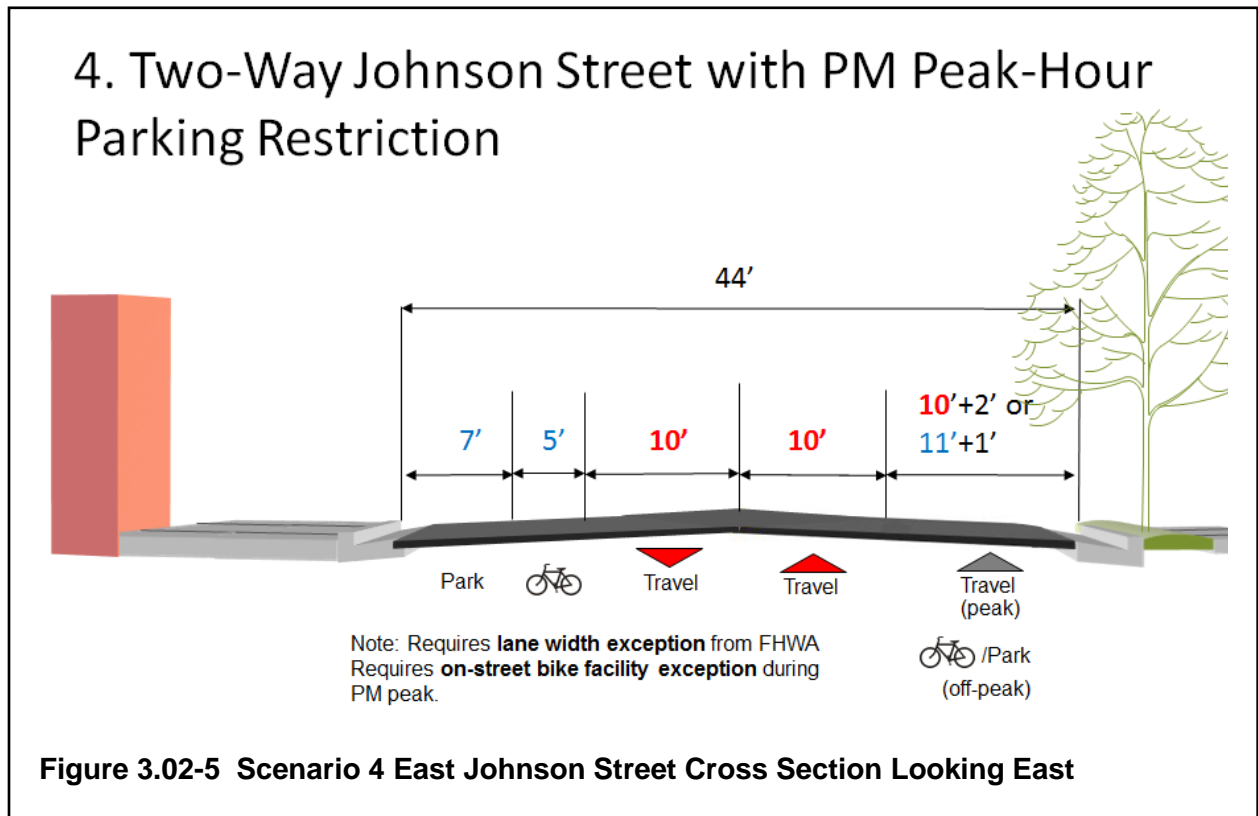 4. Two-Way Johnson Street with PM Peak-Hour
Parking Restriction
44’
7’
5’
10’
10’
10’+2’ or
11’+1’
Park
Travel
Travel
Travel
(peak)
/Park
(off-peak)
Note: Requires lane width exception from FHWA
Requires on-street bike facility exception during
PM peak.
Figure 3.02-5 Scenario 4 East Johnson Street Cross Section Looking East